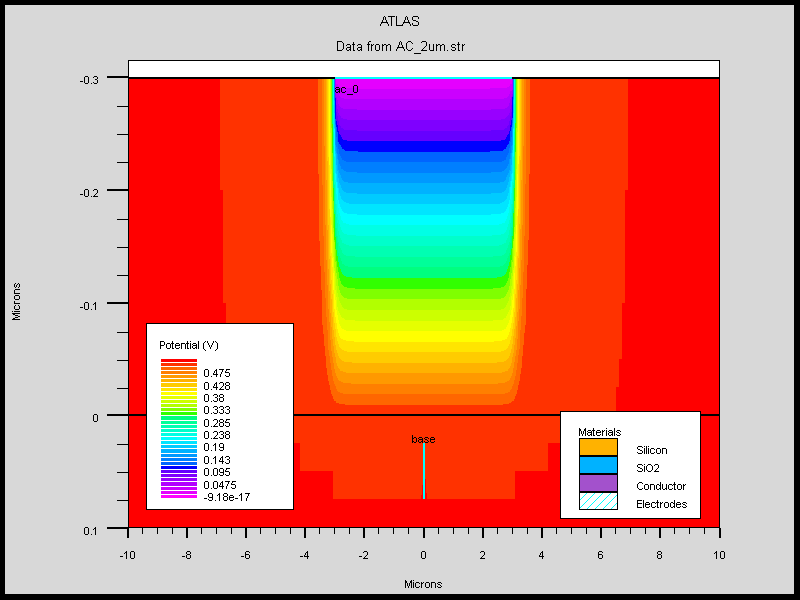 ATLAS
Data from AC_2um.str
-0.3
ac_0
-0.2
Microns
-0.1
Potential (V)
0.475
0.428
0.38
0.333
0.285
0.238
0.19
0.143
0.095
0.0475
-9.18e-17
0
base
Materials
Silicon
SiO2
Conductor
Electrodes
0.1
-10 -8 -6 -4 -2 0 2 4 6 8 10
Microns